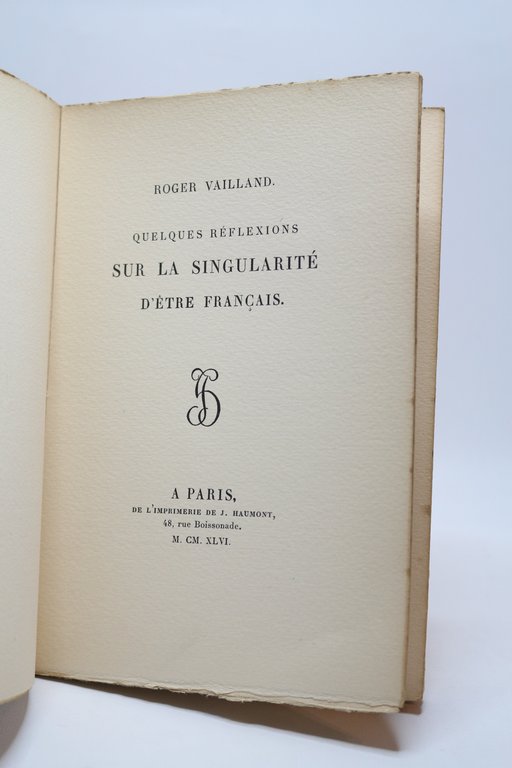 ROGER VAILLAND.
QUELQUES RÉFLEXIONS
SUR LA SINGULARITÉ
D'ÊTRE FRANÇAIS.
A PARIS,
DE L'IMPRIMERIE DE J. HAUMONT,
48, rue Boissonade.
M. CM. XLVI.